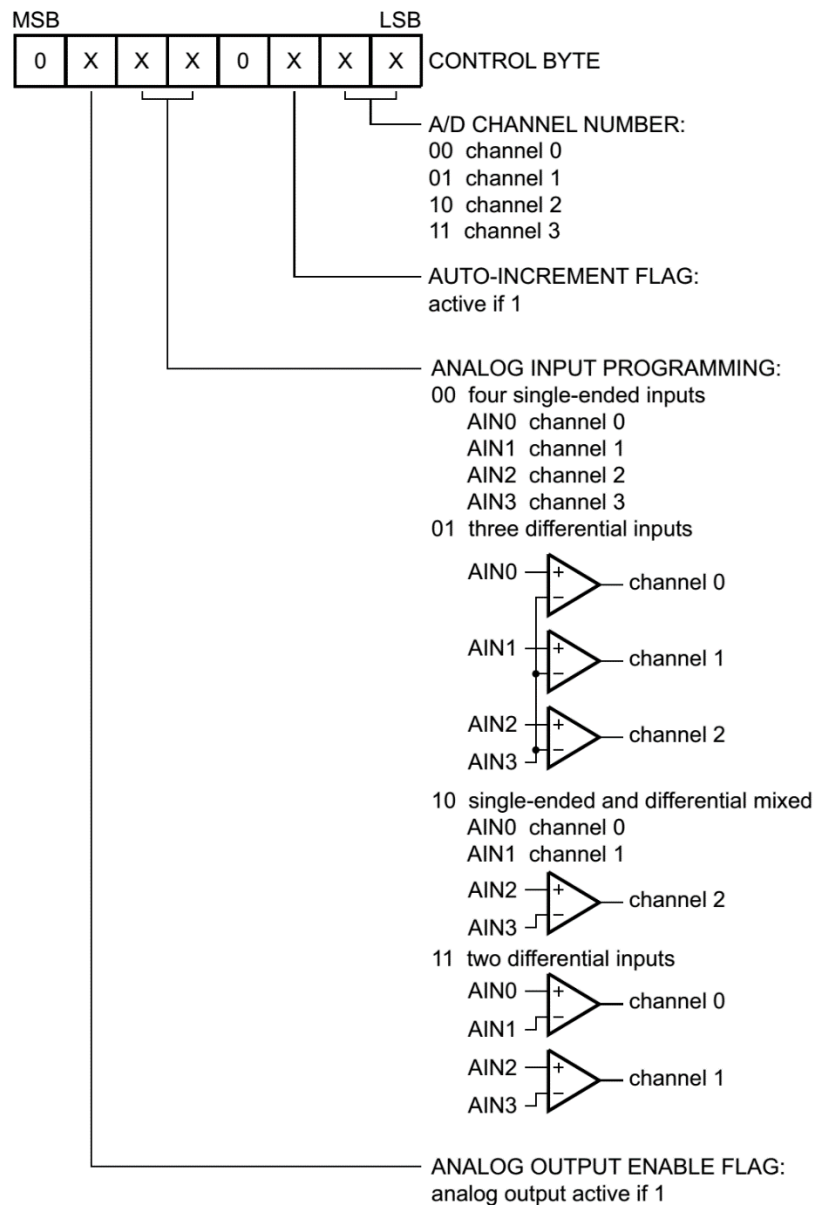 MSB LSB
0 X X X 0 X X X CONTROL BYTE
A/D CHANNEL NUMBER:
00 channel 0
01 channel 1
10 channel 2
11 channel 3
AUTO-INCREMENT FLAG:
active if 1
ANALOG INPUT PROGRAMMING:
00 four single-ended inputs
AIN0 channel 0
AIN1 channel 1
AIN2 channel 2
AIN3 channel 3
01 three differential inputs
AIN0 + channel 0
−
AIN1 + channel 1
−
AIN2 + channel 2
AIN3 −
10 single-ended and differential mixed
AIN0 channel 0
AIN1 channel 1
AIN2 + channel 2
AIN3 −
11 two differential inputs
AIN0 + channel 0
AIN1 −
AIN2 + channel 1
AIN3 −
ANALOG OUTPUT ENABLE FLAG:
analog output active if 1